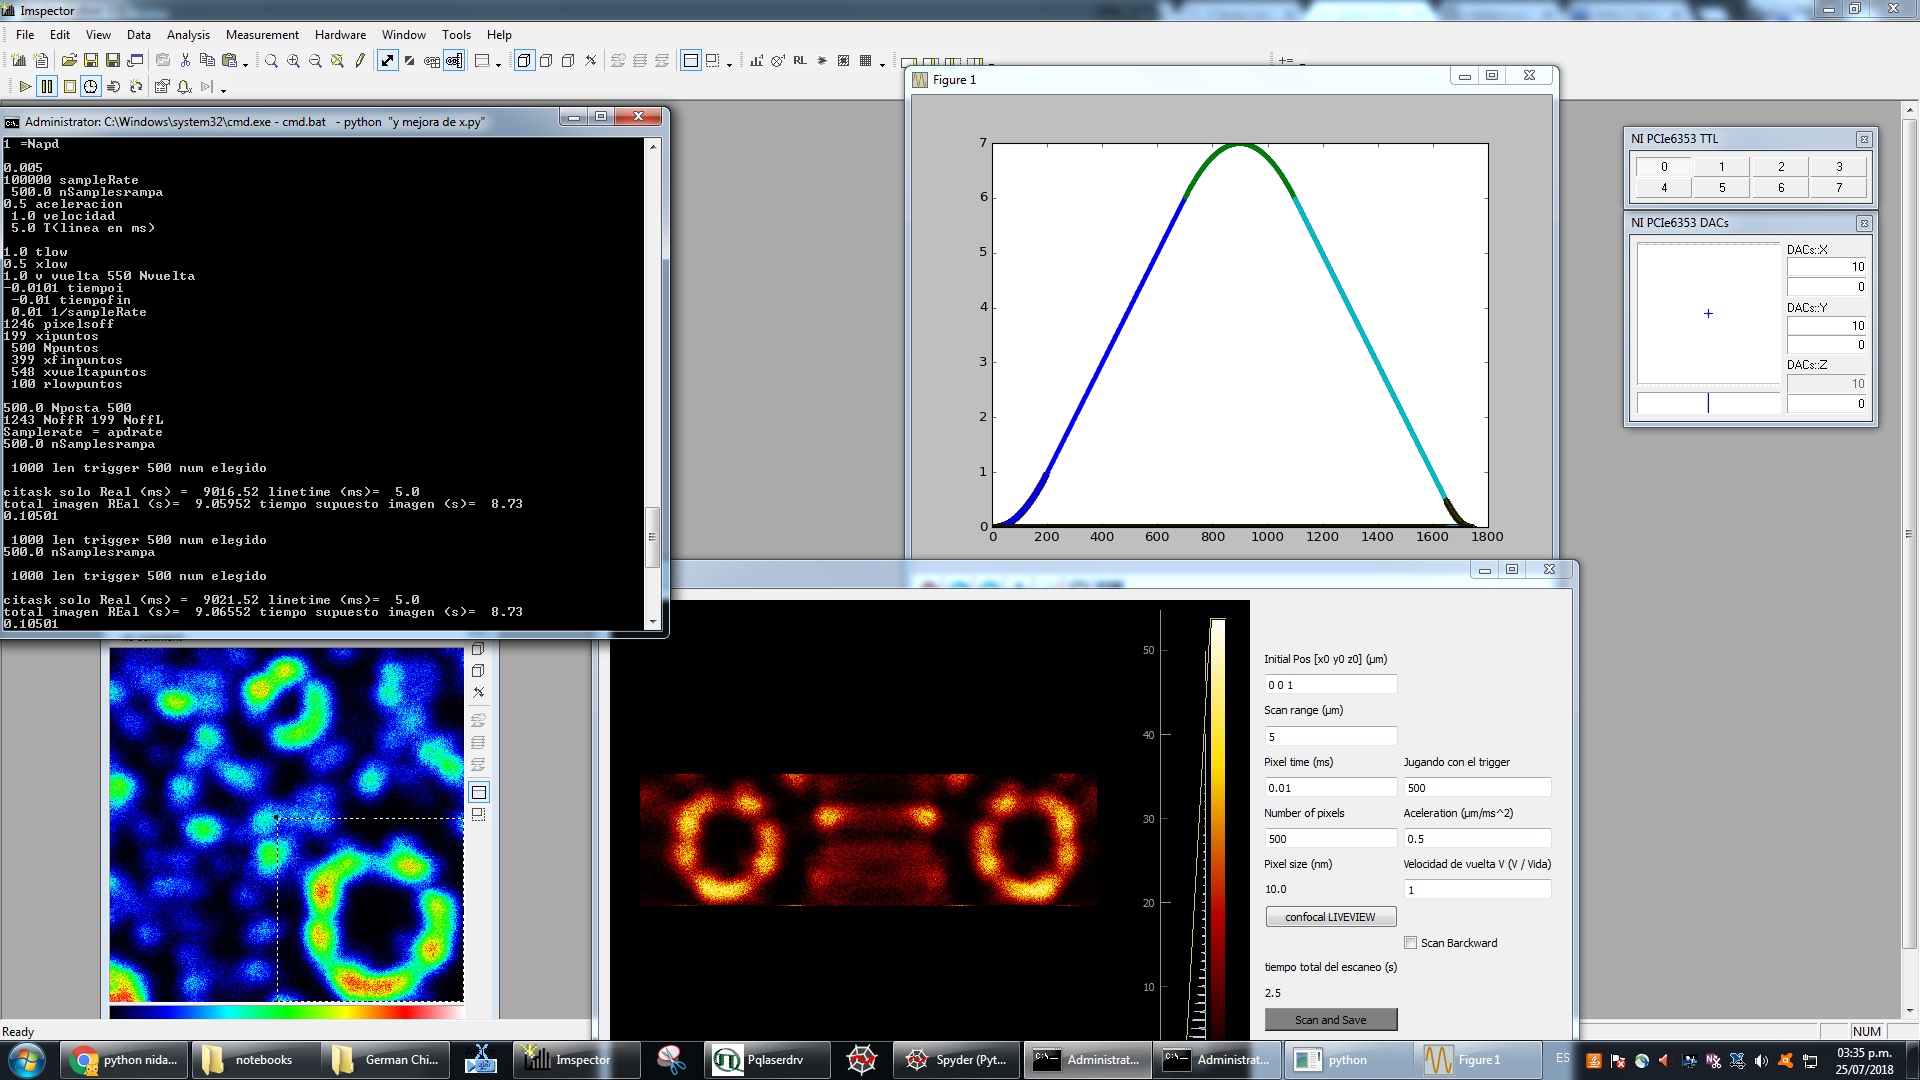 Imspector
File Edit View Data Analysis Measurement Hardware Window Tools Help
RL
Administrator: C:\Windows\system32\cmd.exe - cmd.bat - python "y mejora de x.py"
1 =Napd
0.005
100000 sampleRate
500.0 nSamplesrampa
0.5 aceleracion
1.0 velocidad
5.0 T(linea en ms)
1.0 tlow
0.5 xlow
1.0 v vuelta 550 Nvuelta
-0.0101 tiempoi
-0.01 tiempofin
0.01 1/sampleRate
1246 pixelsoff
199 xipuntos
500 Npuntos
399 xfinpuntos
548 xvueltapuntos
100 rlowpuntos
500.0 Nposta 500
1243 NoffR 199 NoffL
Samplerate = apdrate
500.0 nSamplesrampa
1000 len trigger 500 num elegido
citask solo Real (ms) = 9016.52 linetime (ms)= 5.0
total imagen REal (s)= 9.05952 tiempo supuesto imagen (s)= 8.73
0.10501
1000 len trigger 500 num elegido
500.0 nSamplesrampa
1000 len trigger 500 num elegido
citask solo Real (ms) = 9021.52 linetime (ms)= 5.0
total imagen REal (s)= 9.06552 tiempo supuesto imagen (s)= 8.73
0.10501
Figure 1
7
6
5
4
3
2
1
0
0 200 400 600 800 1000 1200 1400 1600 1800
NI PCIe6353 TTL
0 1 2 3
4 5 6 7
NI PCIe6353 DACs
DACs::X
10
0
DACs::Y
10
0
DACs::Z
10
0
50
40
30
20
10
Initial Pos [x0 y0 z0] (µm)
0 0 1
Scan range (µm)
5
Pixel time (ms) Jugando con el trigger
0.01 500
Number of pixels Aceleration (µm/ms^2)
500 0.5
Pixel size (nm) Velocidad de vuelta V (V / Vida)
10.0 1
confocal LIVEVIEW
Scan Barckward
tiempo total del escaneo (s)
2.5
Scan and Save
Ready
NUM
python nida...
notebooks
German Chi...
Imspector
Pqlaserdrv
Spyder (Pyt...
Administrat...
Administrat...
python
Figure 1
ES
03:35 p.m.
25/07/2018